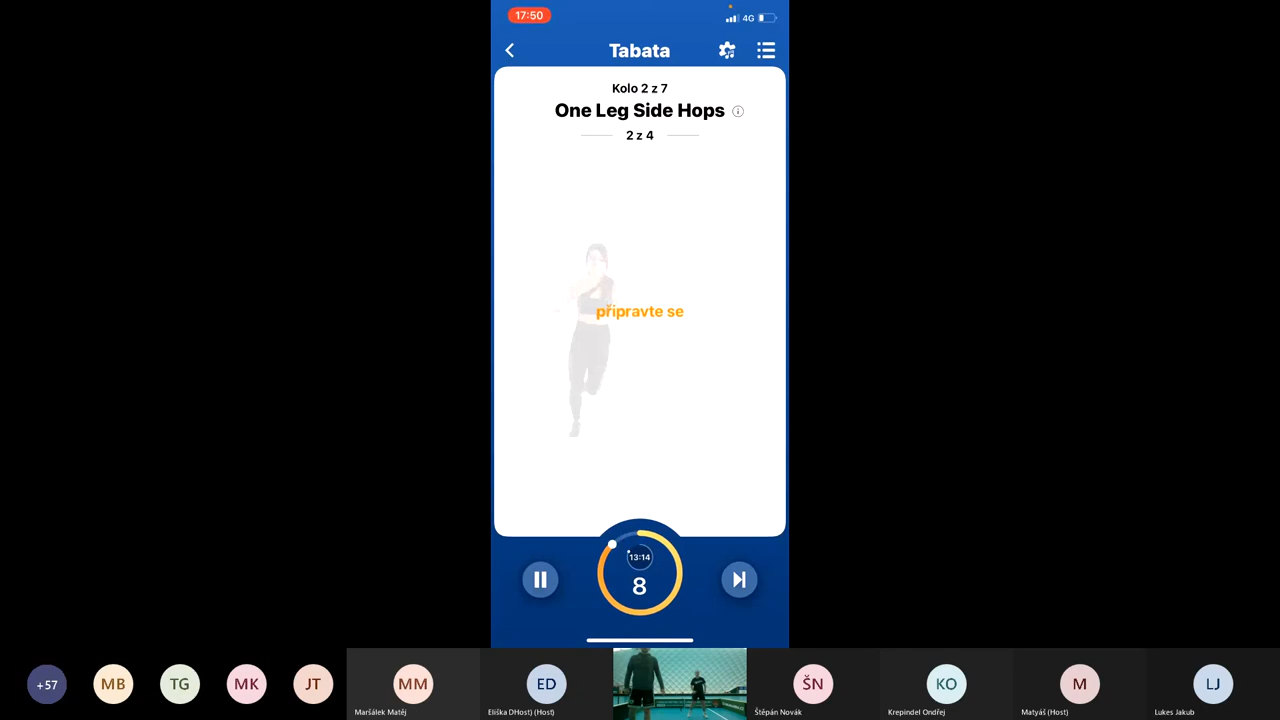 17:50
4G
Tabata
Kolo 2 z 7
One Leg Side Hops
2 z 4
připravte se
13:14
8
+57
MB
TG
MK
JT
MM
ED
ŠN
KO
M
LJ
Maršálek Matěj
Eliška DHost) (Host)
Štěpán Novák
Krepindel Ondřej
Matyáš (Host)
Lukes Jakub